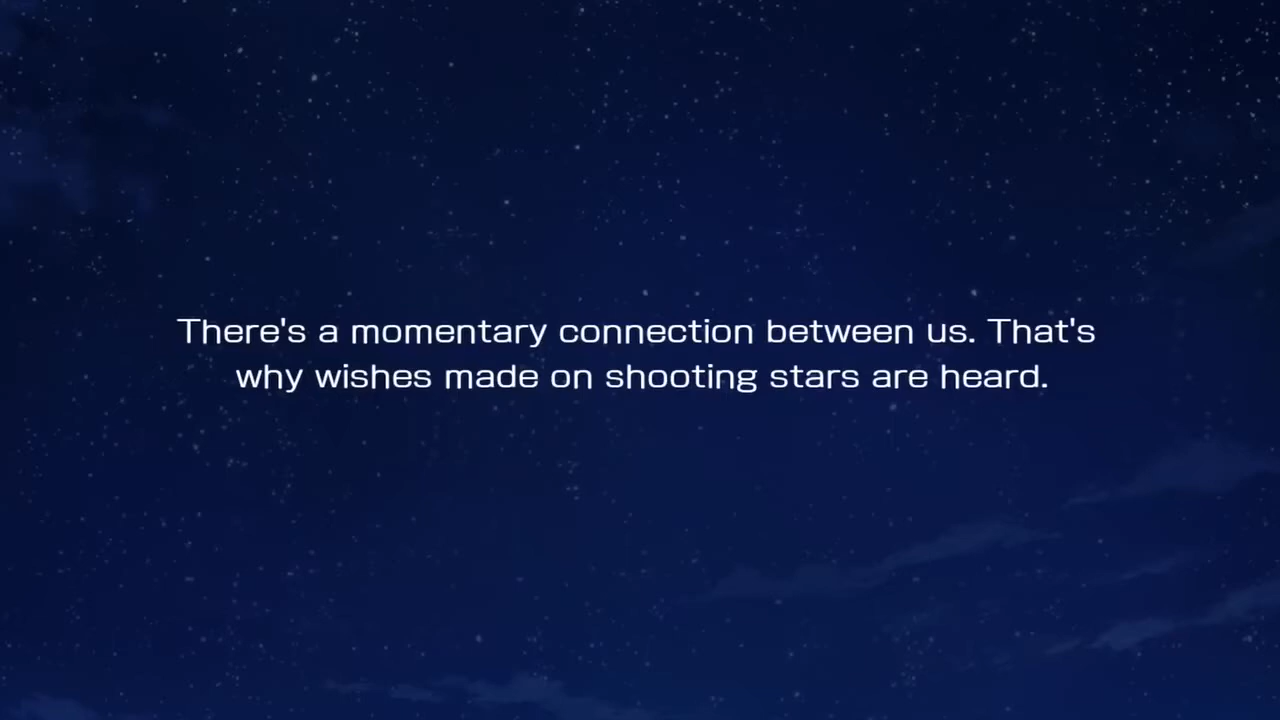 There's a momentary connection between us. That's
why wishes made on shooting stars are heard.